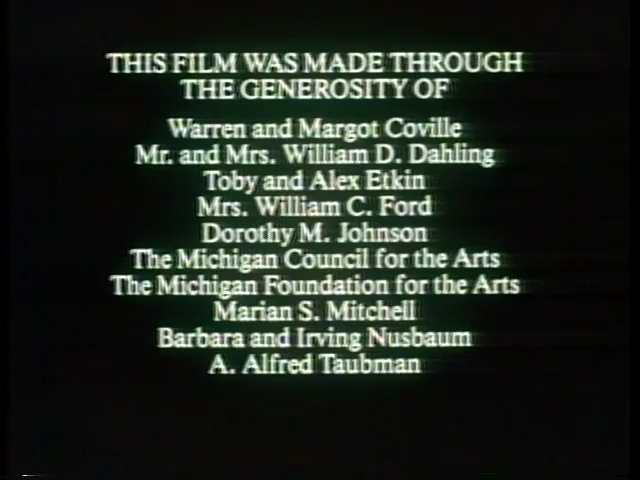 THIS FILM WAS MADE THROUGH
THE GENEROSITY OF
Warren and Margot Coville
Mr. and Mrs. William D. Dahling
Toby and Alex Etkin
Mrs. William C. Ford
Dorothy M. Johnson
The Michigan Council for the Arts
The Michigan Foundation for the Arts
Marian S. Mitchell
Barbara and Irving Nusbaum
A. Alfred Taubman